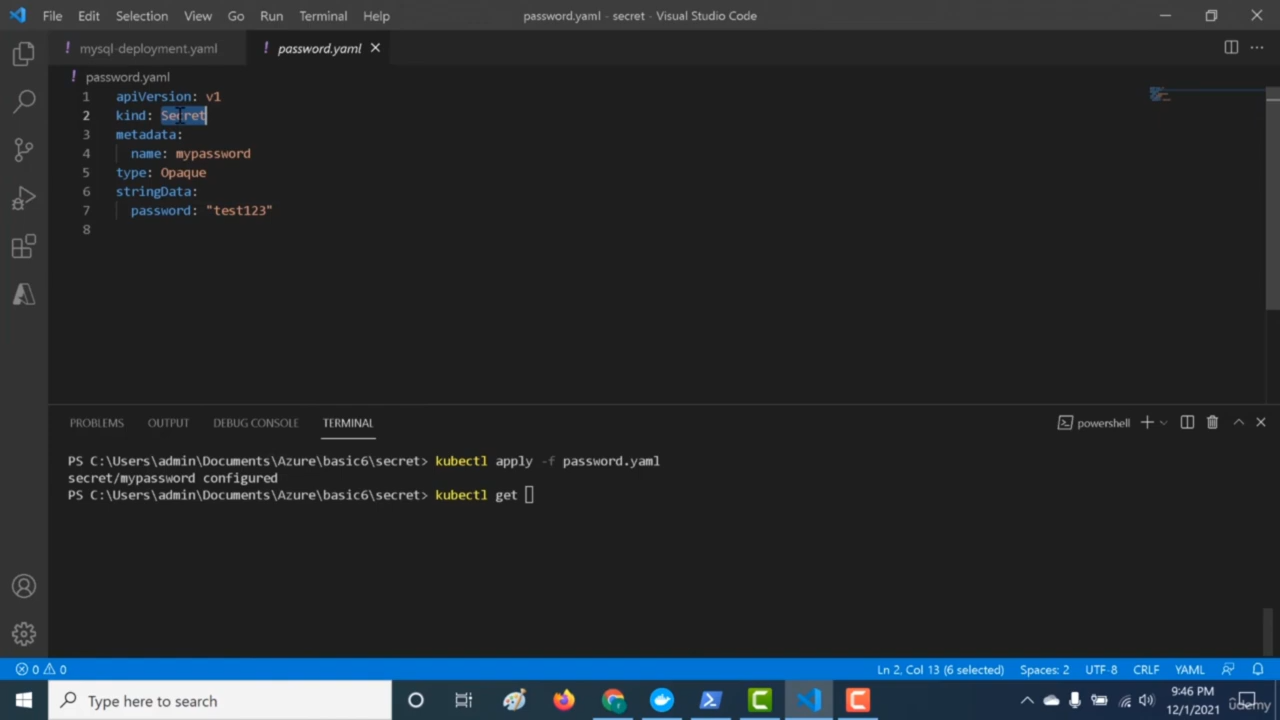 File Edit Selection View Go Run Terminal Help password.yaml - secret - Visual Studio Code
! mysql-deployment.yaml ! password.yaml
! password.yaml
1 apiVersion: v1
2 kind: Secret
3 metadata:
4 name: mypassword
5 type: Opaque
6 stringData:
7 password: "test123"
8
PROBLEMS OUTPUT DEBUG CONSOLE TERMINAL powershell
PS C:\Users\admin\Documents\Azure\basic6\secret> kubectl apply -f password.yaml
secret/mypassword configured
PS C:\Users\admin\Documents\Azure\basic6\secret> kubectl get
0 0 Ln 2, Col 13 (6 selected) Spaces: 2 UTF-8 CRLF YAML
Type here to search
9:46 PM
12/1/2021
udemy